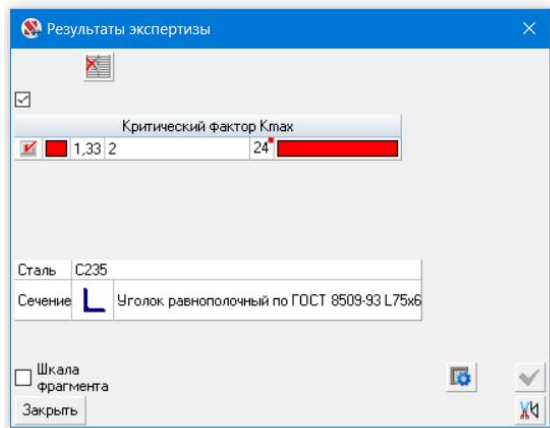 Результаты экспертизы
Критический фактор Kmax
1,33 2 24
Сталь C235
Сечение Уголок равнополочный по ГОСТ 8509-93 L75x6
Шкала
фрагмента
Закрыть